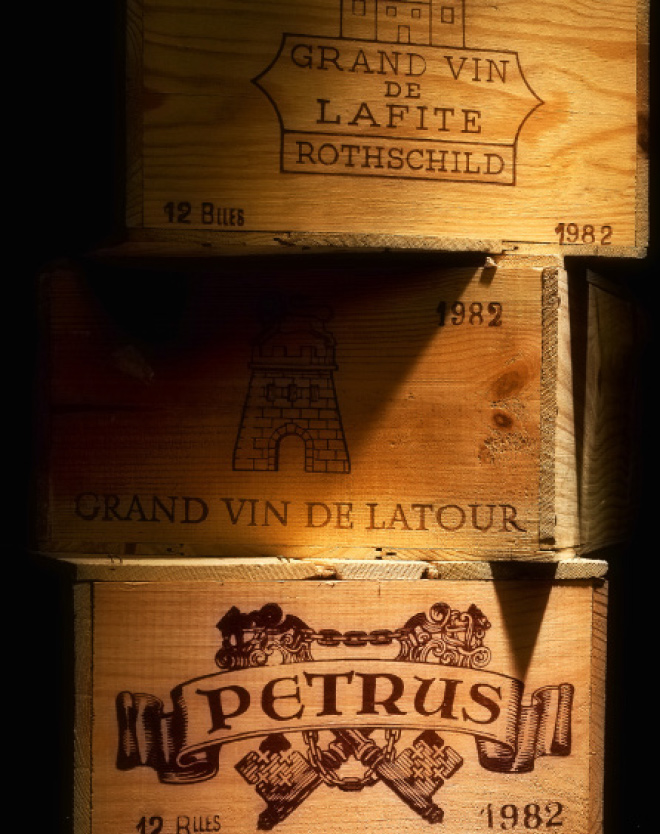 GRAND VIN
DE
LAFITE
ROTHSCHILD
12 BLLES
1982
1982
GRAND VIN DE LATOUR
PETRUS
12 BLLES
1982